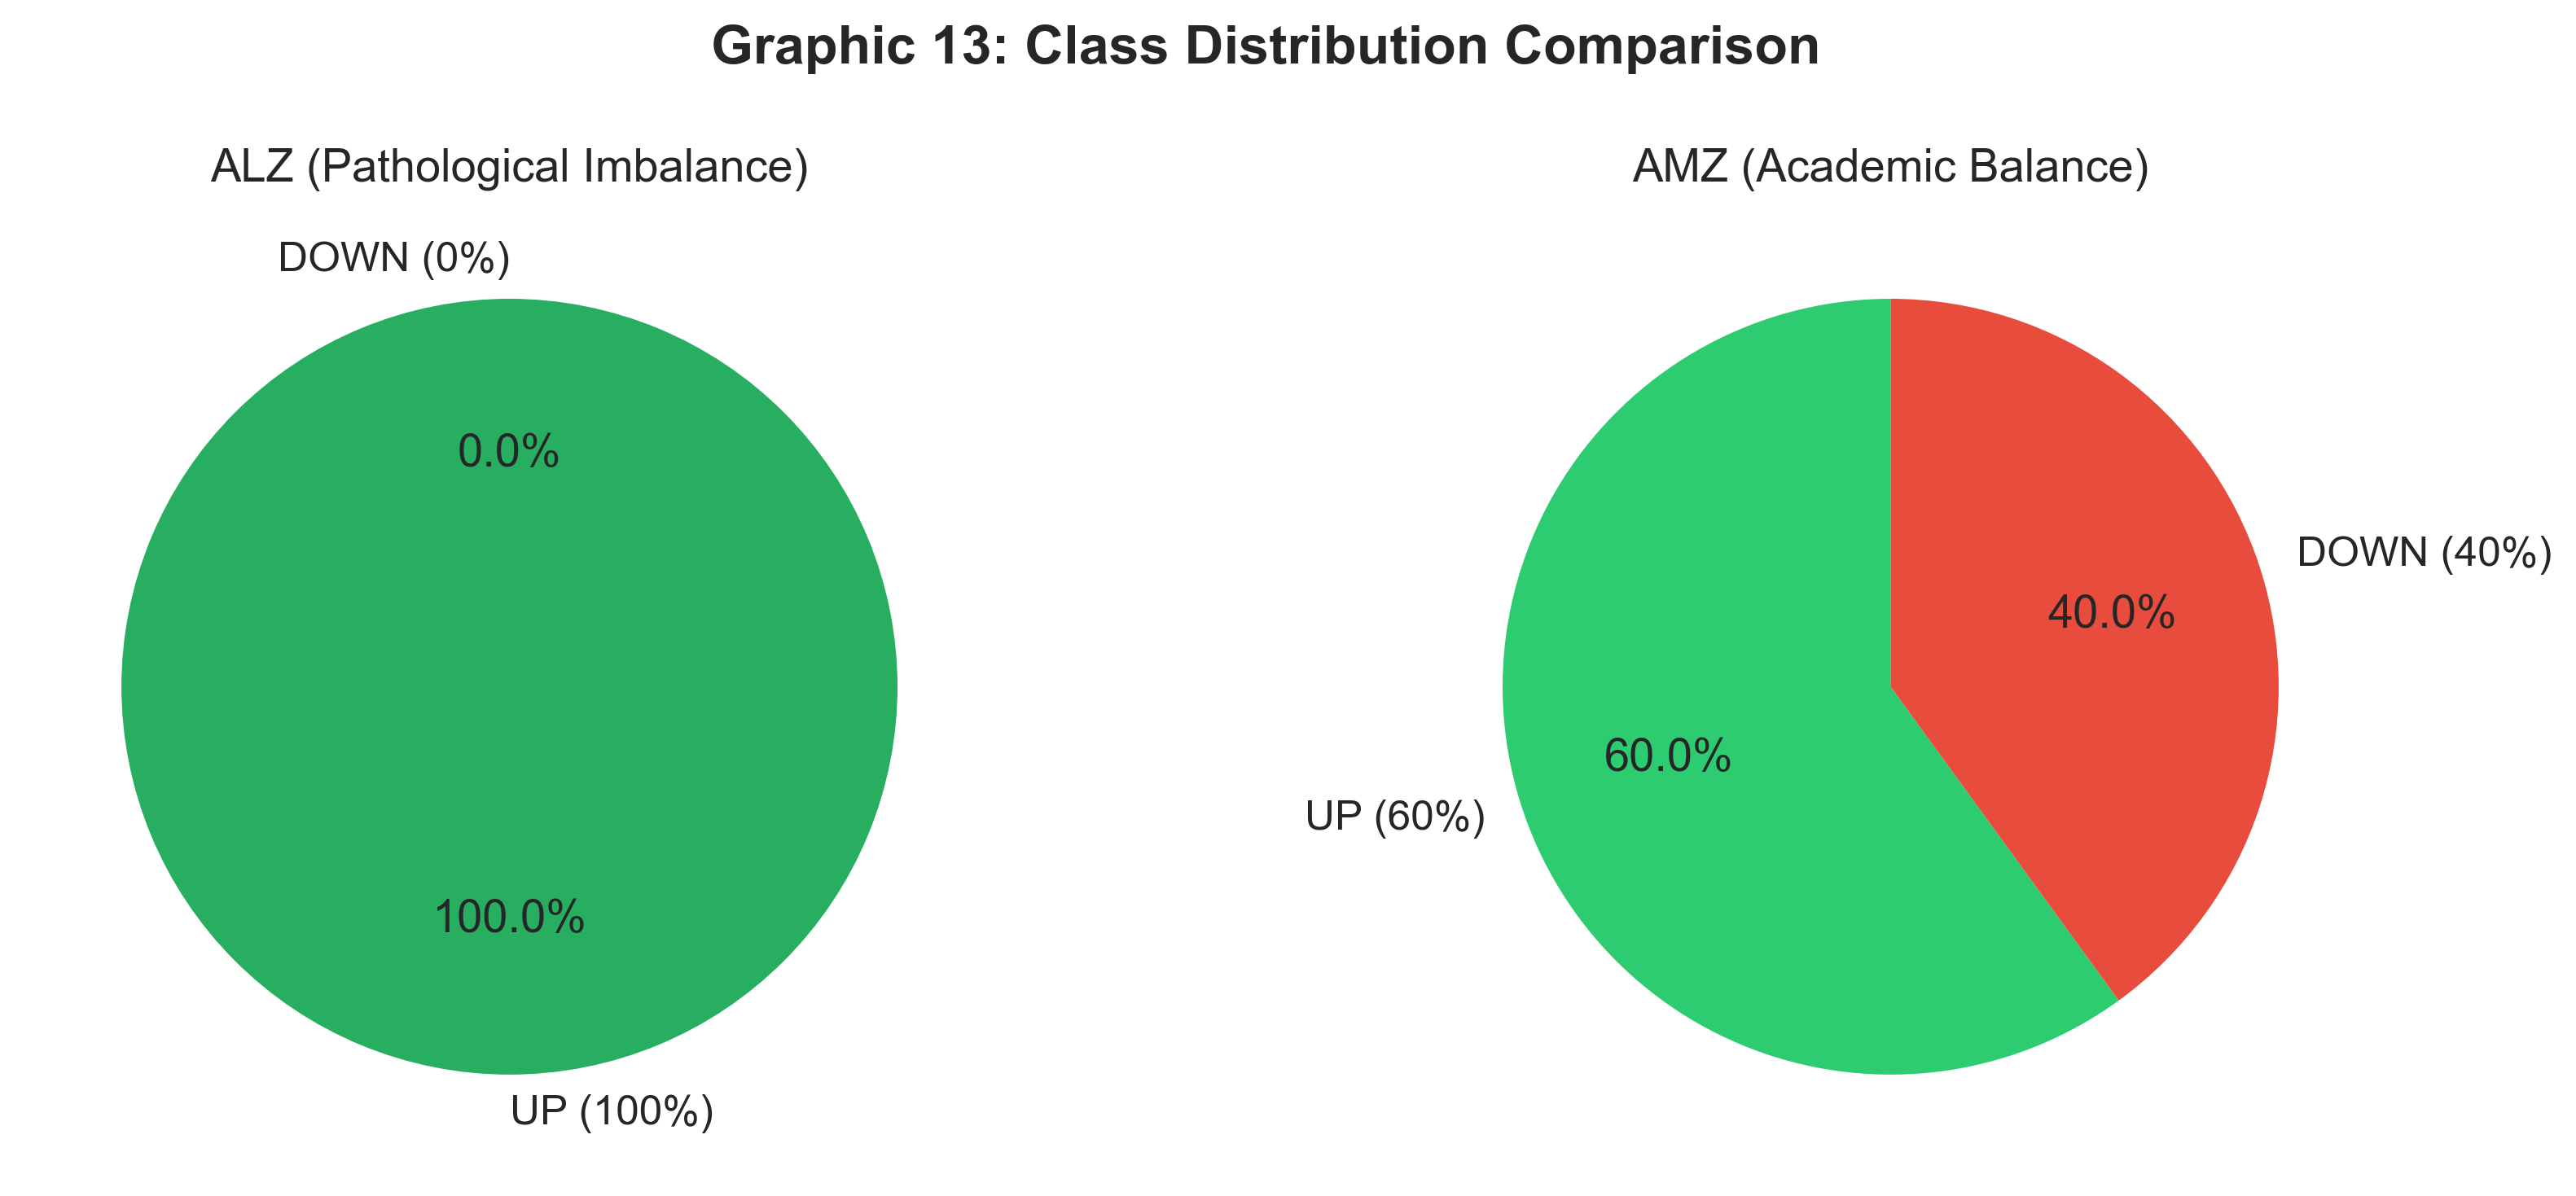 Graphic 13: Class Distribution Comparison
ALZ (Pathological Imbalance)
DOWN (0%)
0.0%
100.0%
UP (100%)
AMZ (Academic Balance)
DOWN (40%)
40.0%
60.0%
UP (60%)